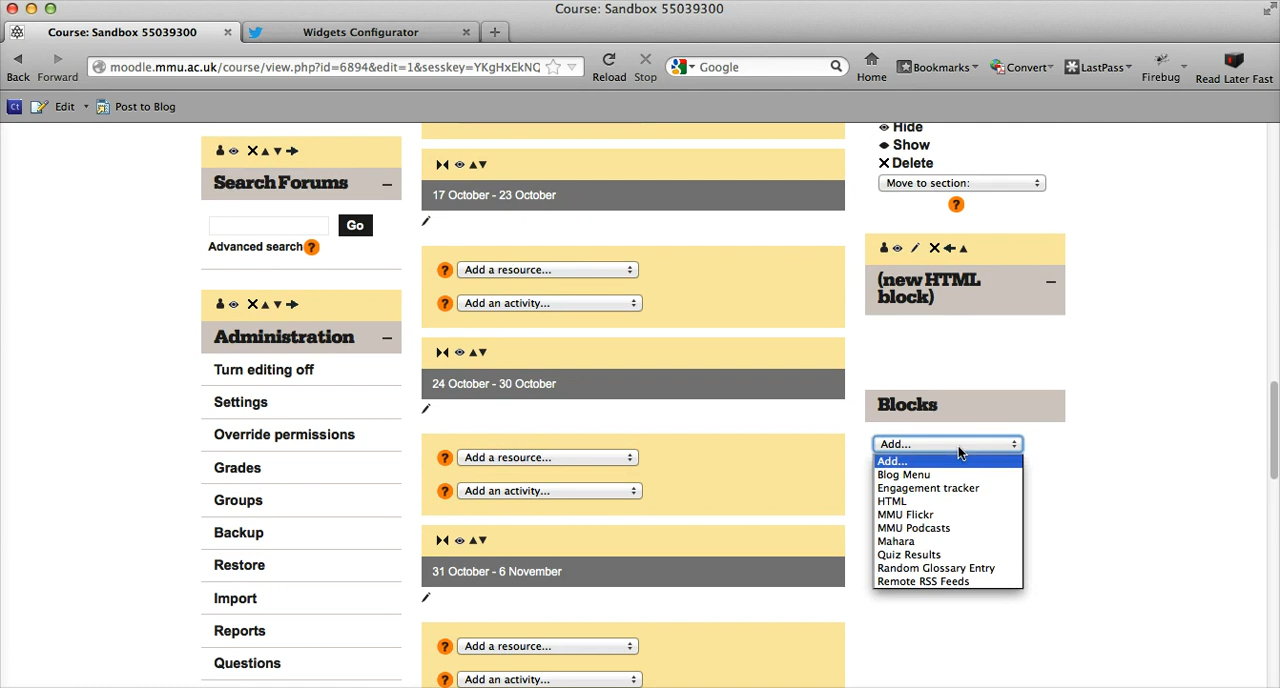 Course: Sandbox 55039300
Course: Sandbox 55039300
Widgets Configurator
Back
Forward
moodle.mmu.ac.uk/course/view.php?id=6894&edit=1&sesskey=YKgHxEkNC
Reload
Stop
Google
Home
Bookmarks
Convert
LastPass
Firebug
Read Later Fast
Ct
Edit
Post to Blog
Search Forums
Go
Advanced search
Administration
Turn editing off
Settings
Override permissions
Grades
Groups
Backup
Restore
Import
Reports
Questions
17 October - 23 October
Add a resource...
Add an activity...
24 October - 30 October
Add a resource...
Add an activity...
31 October - 6 November
Add a resource...
Add an activity...
Hide
Show
Delete
Move to section:
(new HTML
block)
Blocks
Add...
Add...
Blog Menu
Engagement tracker
HTML
MMU Flickr
MMU Podcasts
Mahara
Quiz Results
Random Glossary Entry
Remote RSS Feeds